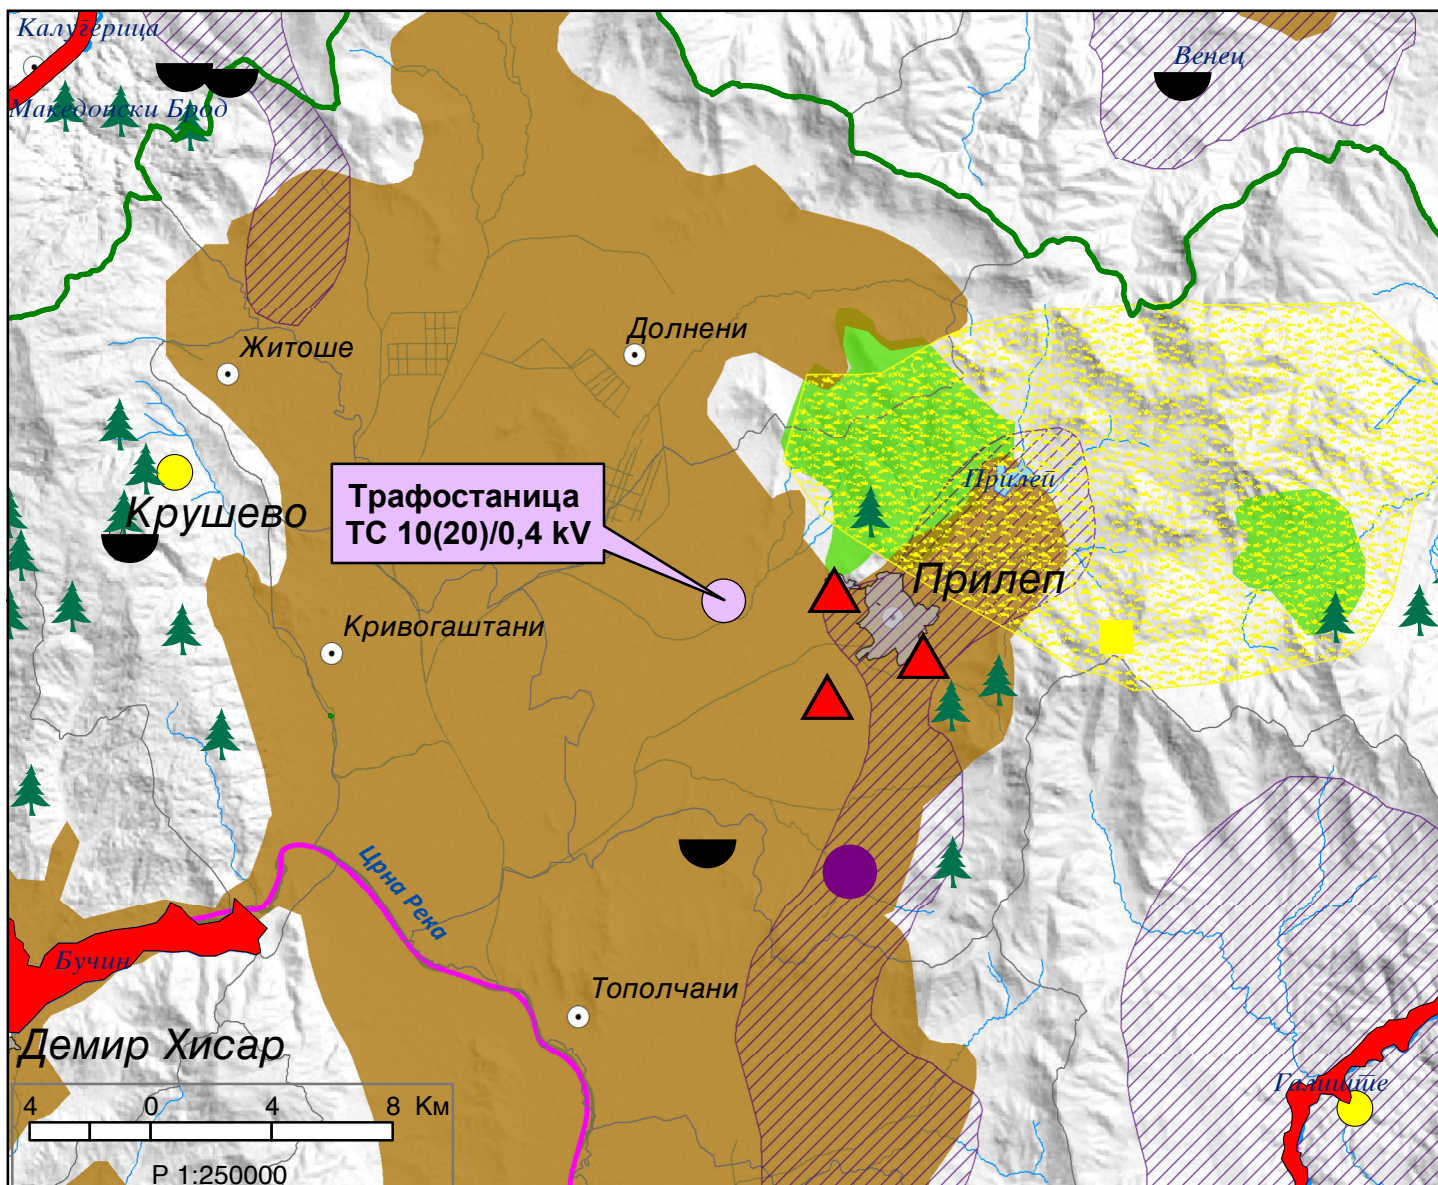 Калуѓерица
Венец
Македонски Брод
Долнени
Житоше
Прилеп
Трафостаница
ТС 10(20)/0,4 kV
Крушево
Прилеп
Кривогаштани
Црна Река
Бучин
Тополчани
Демир Хисар
Галиште
4 0 4 8 Км
Р 1:250000